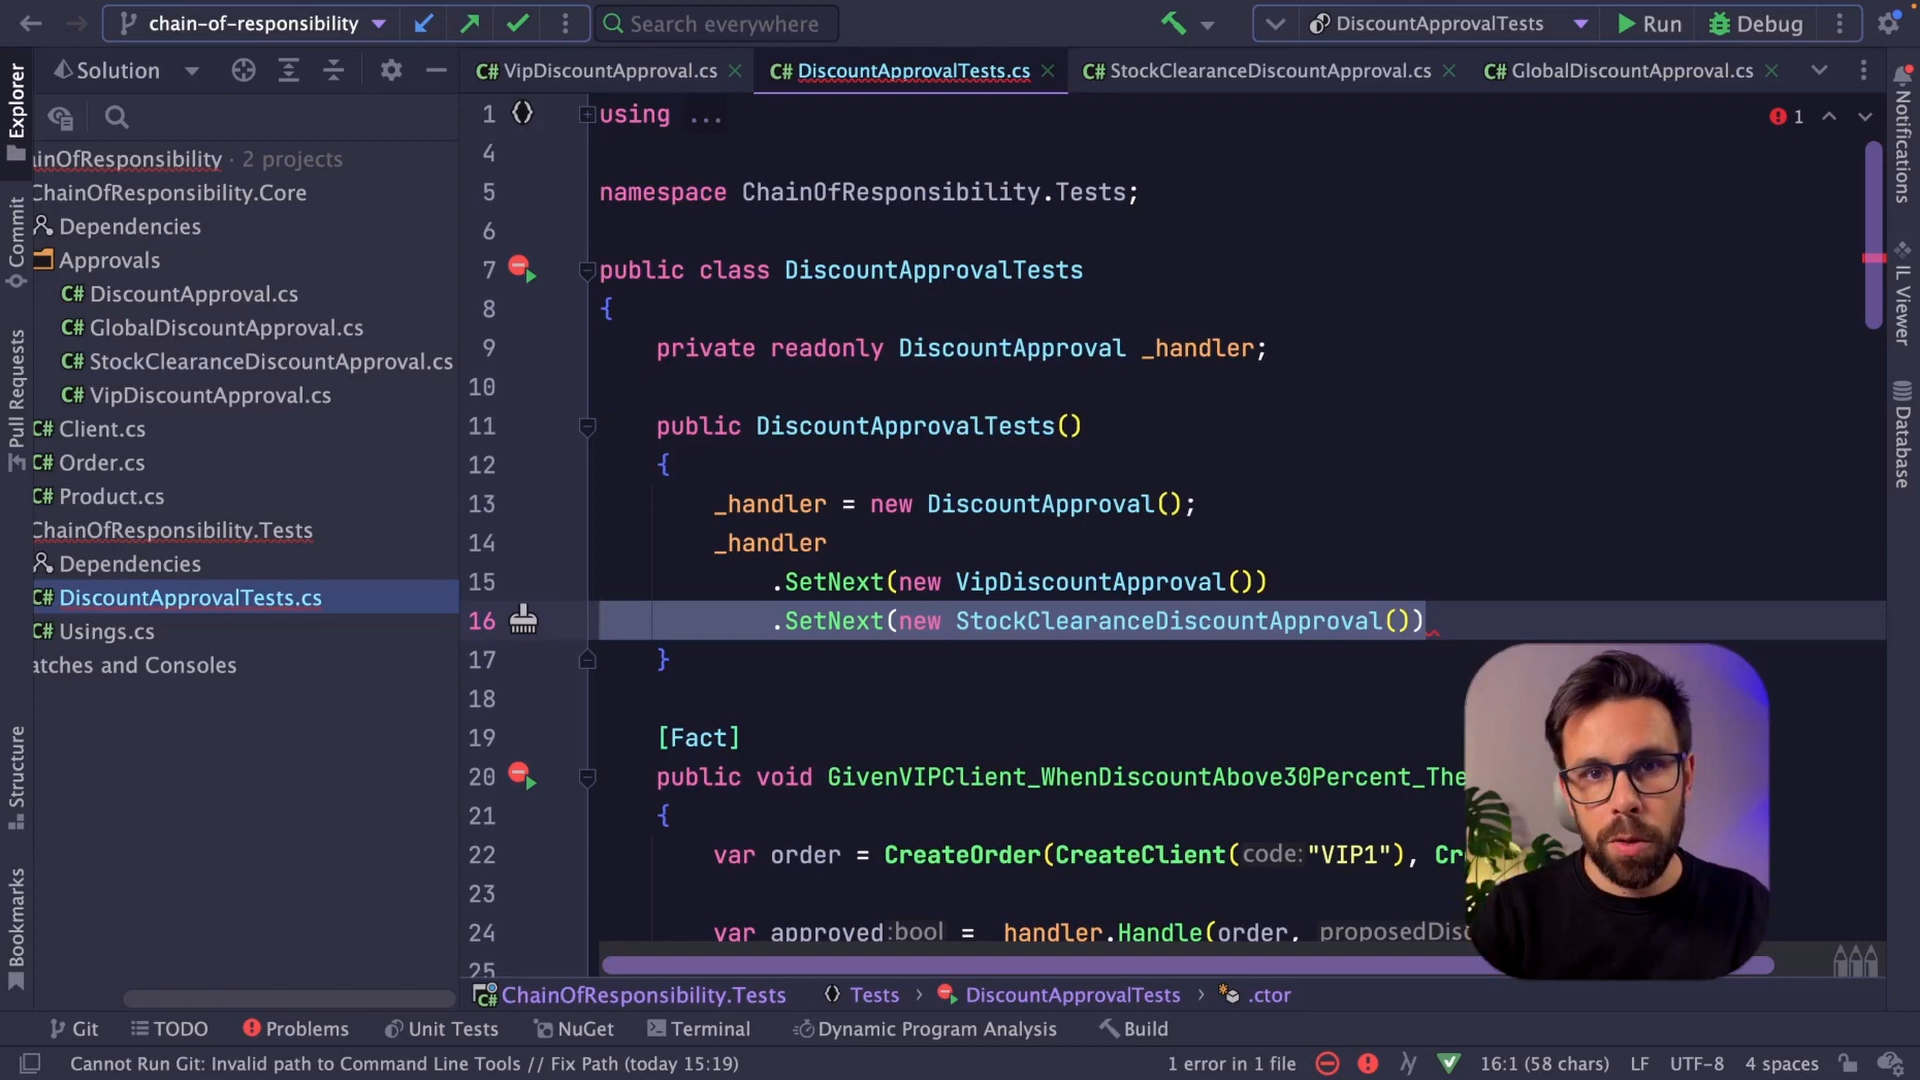 chain-of-responsibility
Search everywhere
DiscountApprovalTests
Run
Debug
Solution
C# VipDiscountApproval.cs
C# DiscountApprovalTests.cs
C# StockClearanceDiscountApproval.cs
C# GlobalDiscountApproval.cs
Explorer
Commit
Pull Requests
Structure
Bookmarks
ainOfResponsibility · 2 projects
ChainOfResponsibility.Core
Dependencies
Approvals
C# DiscountApproval.cs
C# GlobalDiscountApproval.cs
C# StockClearanceDiscountApproval.cs
C# VipDiscountApproval.cs
C# Client.cs
C# Order.cs
C# Product.cs
ChainOfResponsibility.Tests
Dependencies
C# DiscountApprovalTests.cs
C# Usings.cs
atches and Consoles
1 using ...
4
5 namespace ChainOfResponsibility.Tests;
6
7 public class DiscountApprovalTests
8 {
9 private readonly DiscountApproval _handler;
10
11 public DiscountApprovalTests()
12 {
13 _handler = new DiscountApproval();
14 _handler
15 .SetNext(new VipDiscountApproval())
16 .SetNext(new StockClearanceDiscountApproval())
17 }
18
19 [Fact]
20 public void GivenVIPClient_WhenDiscountAbove30Percent_The
21 {
22 var order = CreateOrder(CreateClient(code:"VIP1"), Cr
23
24 var approved:bool = handler.Handle(order, proposedDisc
25
1
Notifications
IL Viewer
Database
C# ChainOfResponsibility.Tests
Tests
DiscountApprovalTests
.ctor
Git
TODO
Problems
Unit Tests
NuGet
Terminal
Dynamic Program Analysis
Build
Cannot Run Git: Invalid path to Command Line Tools // Fix Path (today 15:19)
1 error in 1 file
16:1 (58 chars)
LF
UTF-8
4 spaces